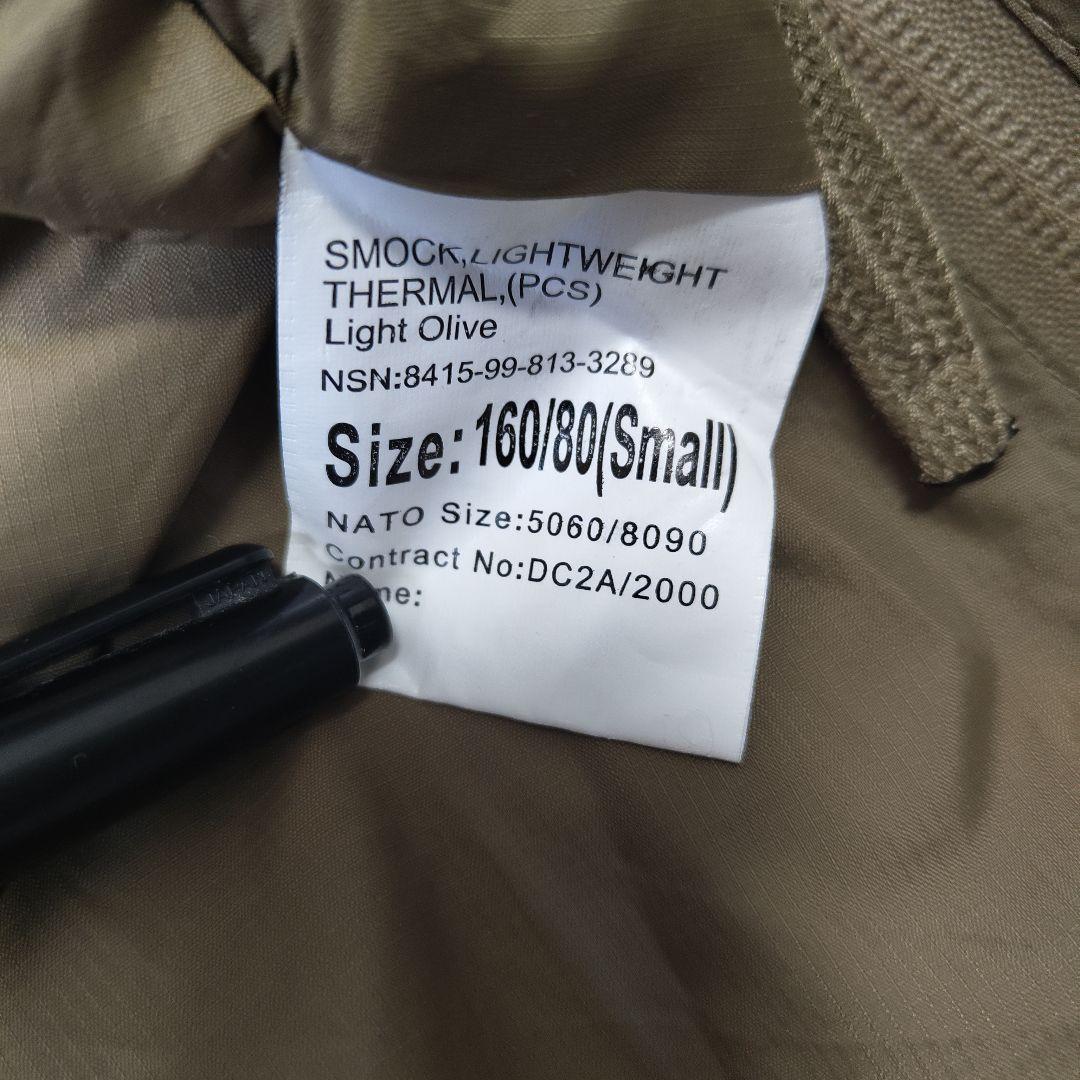 SMOCK,LIGHTWEIGHT
THERMAL,(PCS)
Light Olive
NSN:8415-99-813-3289
Size: 160/80(Small)
NATO Size:5060/8090
Contract No:DC2A/2000